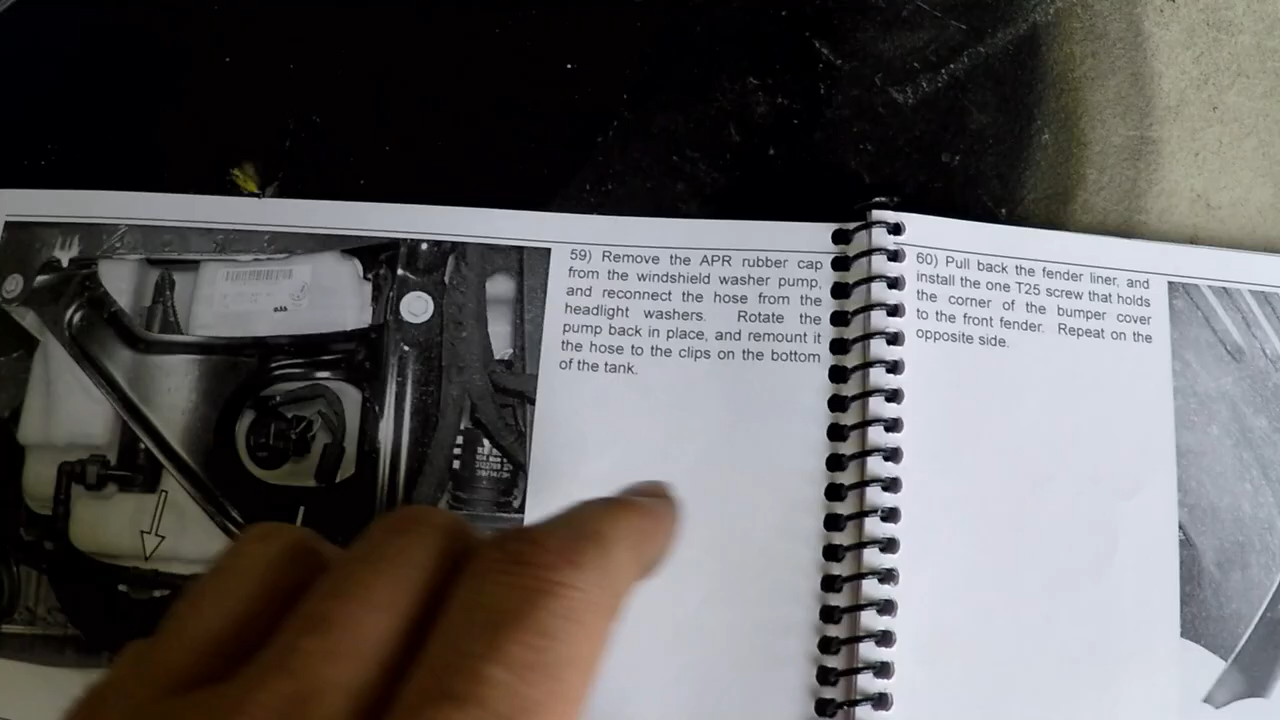 59) Remove the APR rubber cap
from the windshield washer pump,
and reconnect the hose from the
headlight washers. Rotate the
pump back in place, and remount it
the hose to the clips on the bottom
of the tank.
60) Pull back the fender liner, and
install the one T25 screw that holds
the corner of the bumper cover
to the front fender. Repeat on the
opposite side.